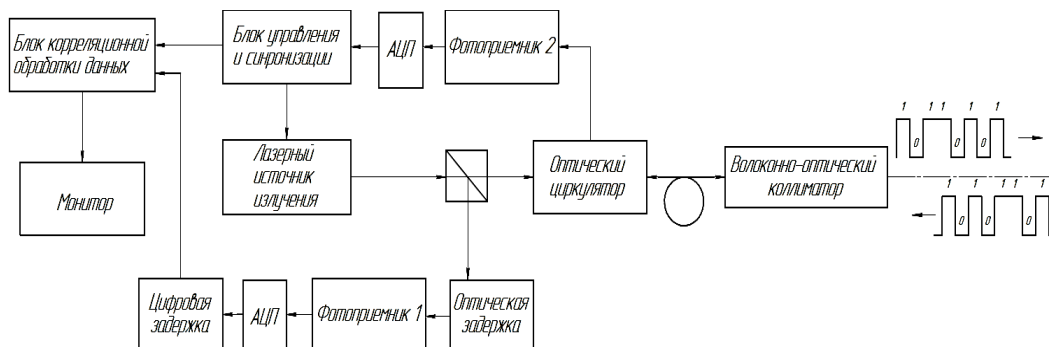 Блок корреляционной
обработки данных
Блок управления
и синхронизации
АЦП
Фотоприемник 2
Монитор
Лазерный
источник
излучения
Оптический
циркулятор
Волоконно-оптический
коллиматор
1 1 1 1 1
0 0 0
1 1 1 1 1
0 0 0
Цифровая
задержка
АЦП
Фотоприемник 1
Оптическая
задержка